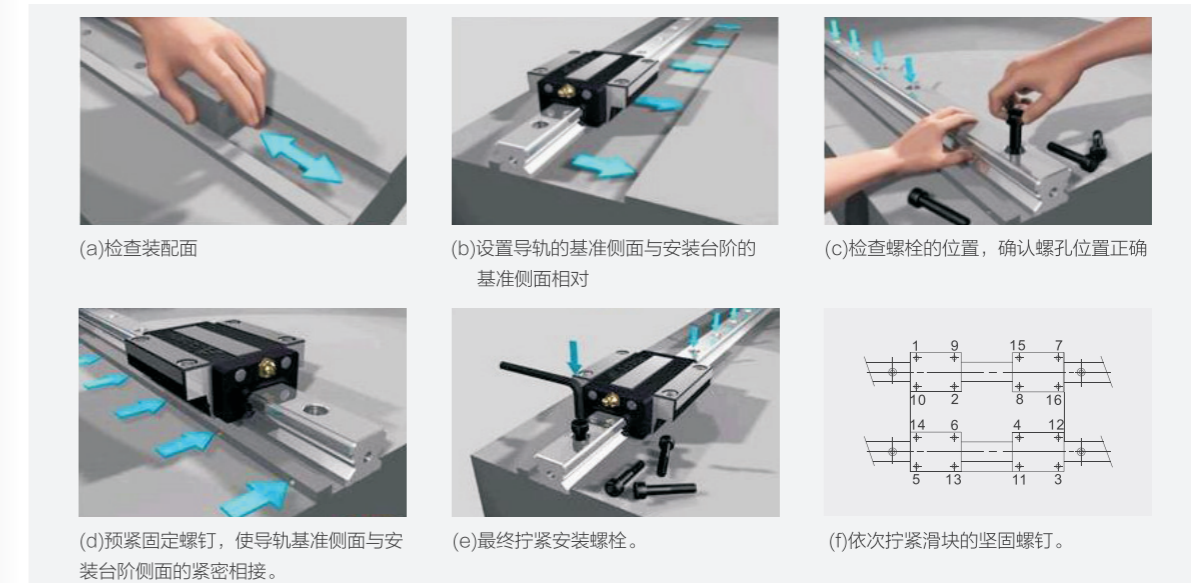 (a)检查装配面
(b)设置导轨的基准侧面与安装台阶的
基准侧面相对
(c)检查螺栓的位置，确认螺孔位置正确
(d)预紧固定螺钉，使导轨基准侧面与安
装台阶侧面的紧密相接。
(e)最终拧紧安装螺栓。
1 9 15 7
10 2 8 16
14 6 4 12
5 13 11 3
(f)依次拧紧滑块的坚固螺钉。